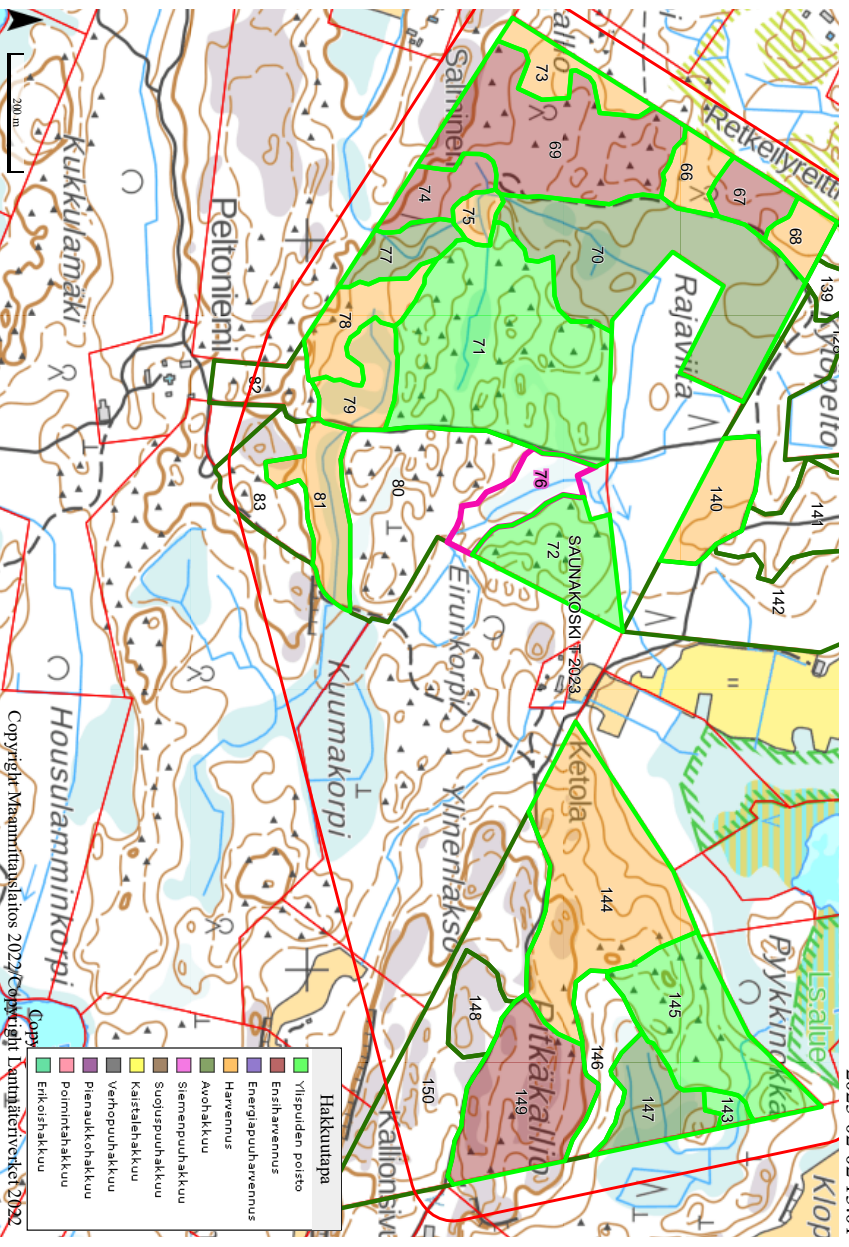 Retkeilyreitti
Salminen
Rajaviita
Peltoniemi
Kukkulamäki
Eirunkorpi
SAUNAKOSKI T 2023
Kuumakorpi
Ketola
Ylinenlakso
Housulamminkorpi
Pyykkinokka
Ls.alue
Pitkäkallio
Klop
66
67
68
69
70
71
72
73
74
75
76
77
78
79
80
81
82
83
139
140
141
142
143
144
145
146
147
148
149
150
200 m
Hakkuutapa
Ylispuiden poisto
Ensiharvennus
Energiapuuharvennus
Harvennus
Avohakkuu
Siemenpuuhakkuu
Suojuspuuhakkuu
Kaistalehakkuu
Verhopuuhakkuu
Pienaukkohakkuu
Poimintahakkuu
Erikoishakkuu
Copy
Copyright Maanmittauslaitos 2022/Copyright Lantmäteriverket 2022